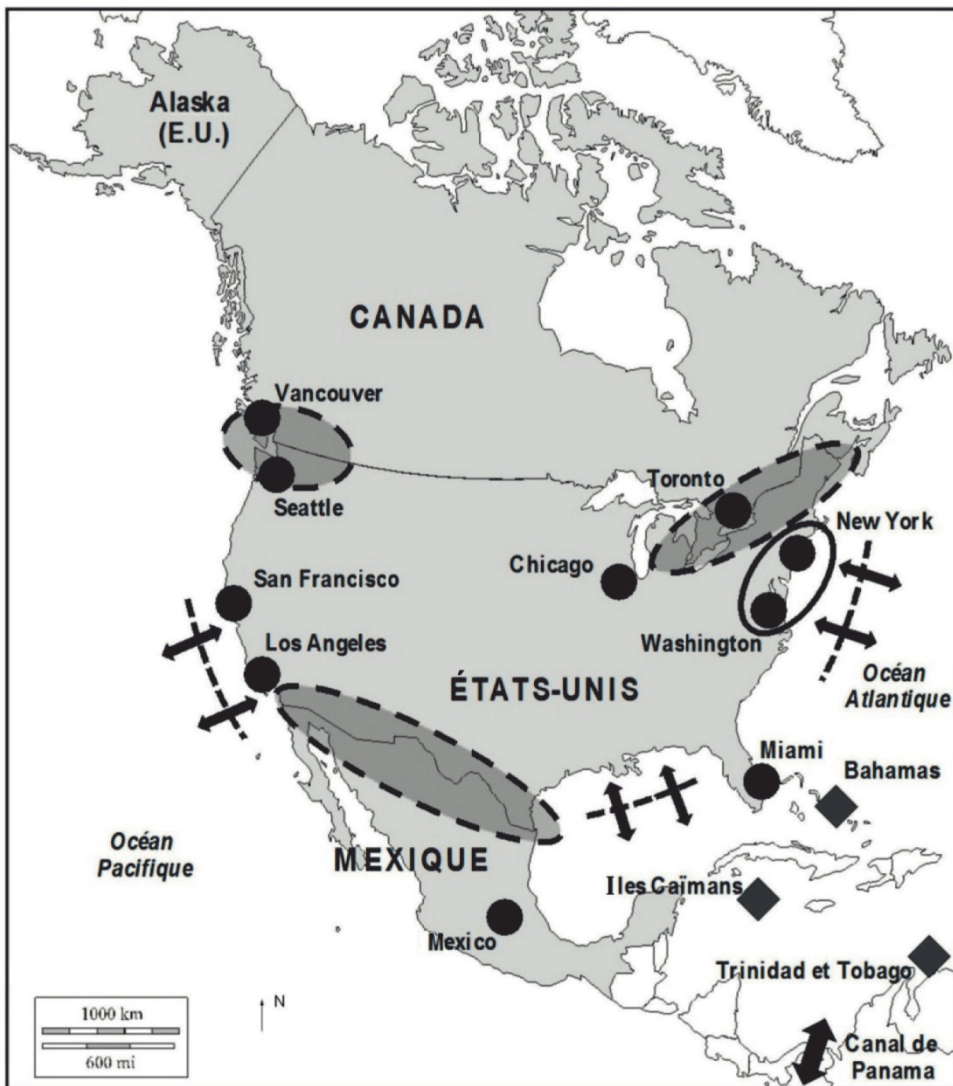 Alaska
(E.U.)
CANADA
Vancouver
Seattle
Toronto
New York
Chicago
San Francisco
Washington
Los Angeles
Océan
Atlantique
ÉTATS-UNIS
Miami
Bahamas
Océan
Pacifique
MEXIQUE
Iles Caïmans
Mexico
Trinidad et Tobago
N
1000 km
600 mi
Canal de
Panama